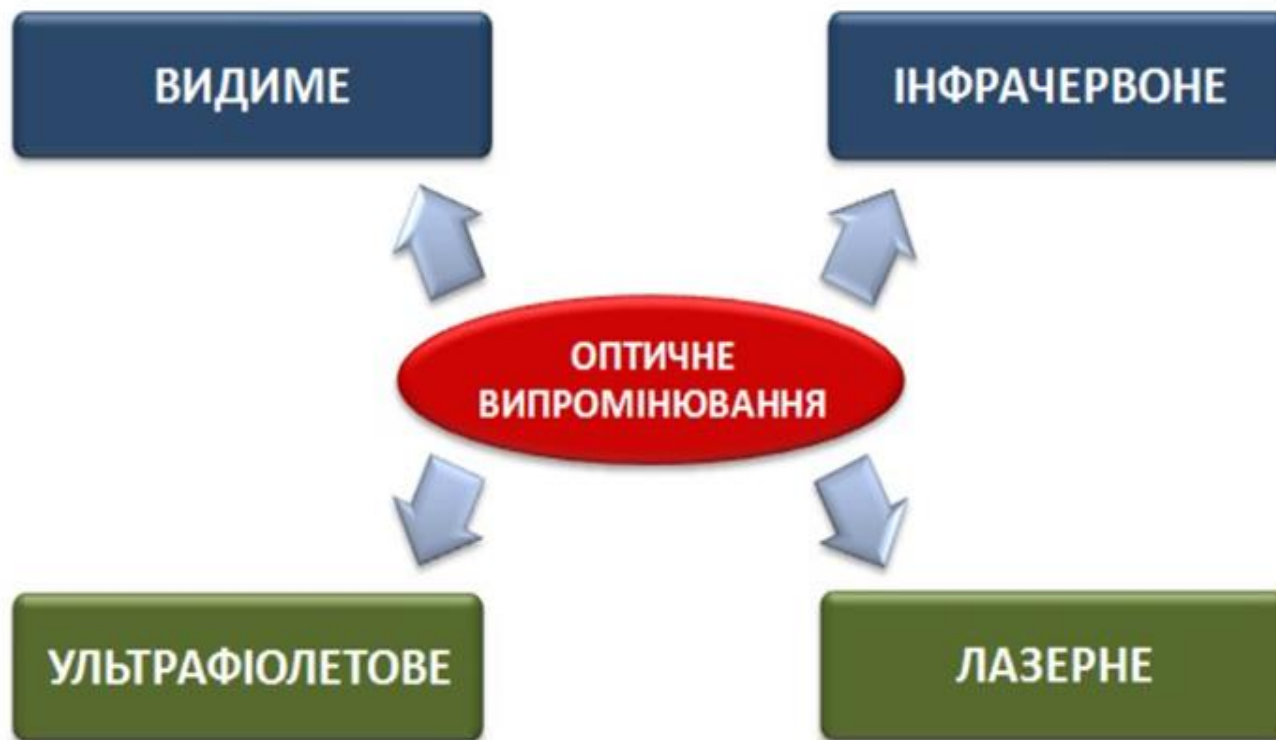 ВИДИМЕ
ІНФРАЧЕРВОНЕ
ОПТИЧНЕ
ВИПРОМІНЮВАННЯ
УЛЬТРАФІОЛЕТОВЕ
ЛАЗЕРНЕ